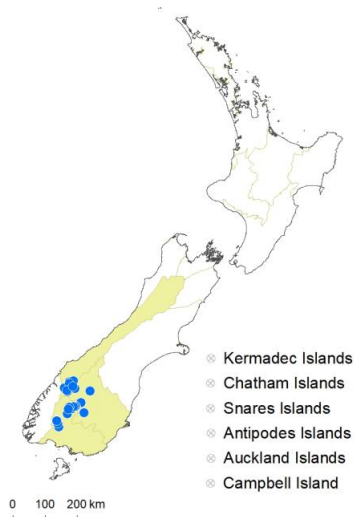 ⊗ Kermadec Islands
⊗ Chatham Islands
⊗ Snares Islands
⊗ Antipodes Islands
⊗ Auckland Islands
⊗ Campbell Island
0 100 200 km